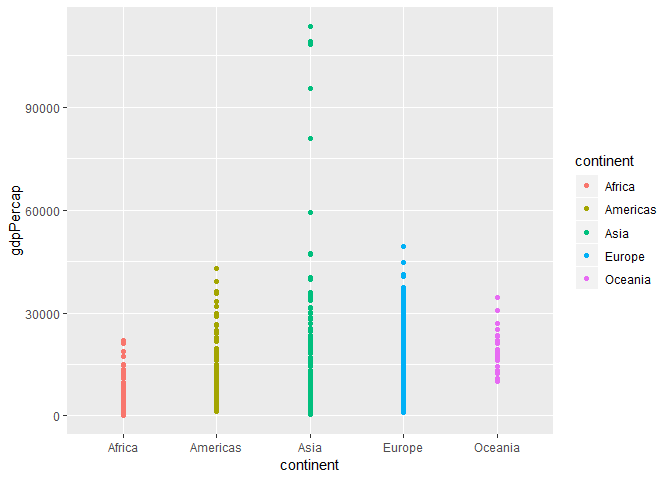 90000
60000
30000
0
gdpPercap
Africa Americas Asia Europe Oceania
continent
continent
Africa
Americas
Asia
Europe
Oceania